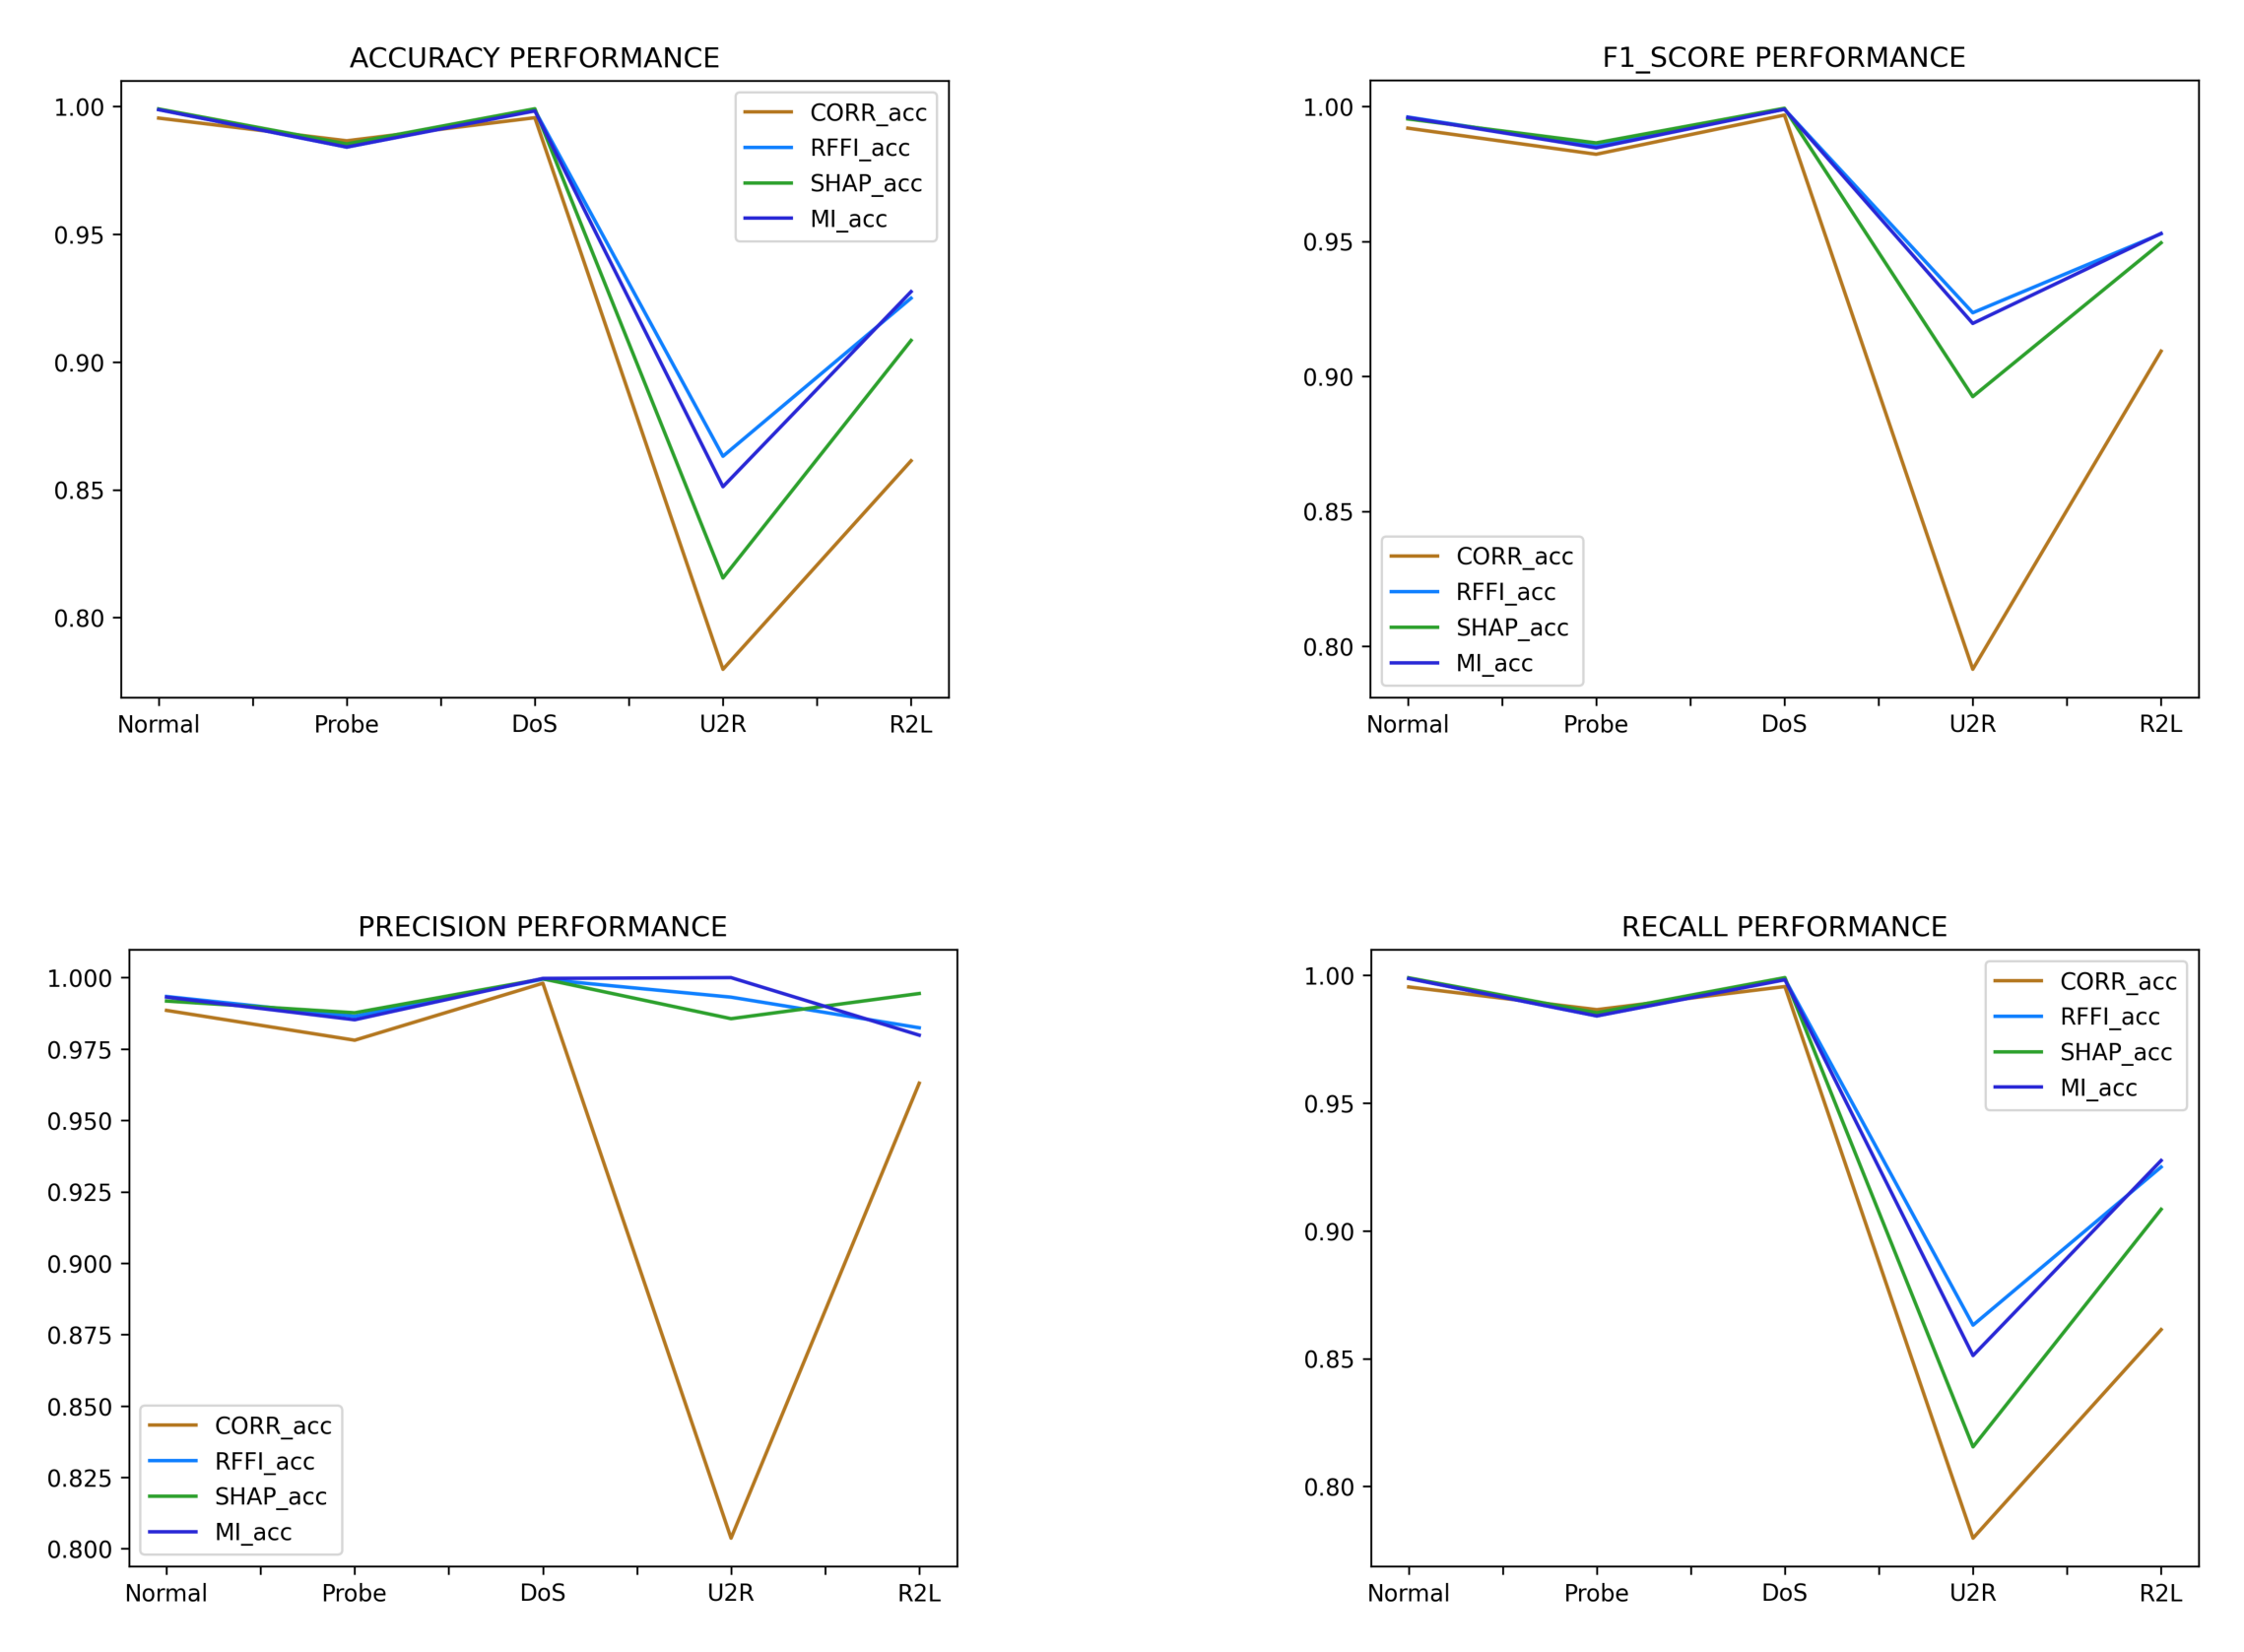 ACCURACY PERFORMANCE
1.00
0.95
0.90
0.85
0.80
CORR_acc
RFFI_acc
SHAP_acc
MI_acc
Normal Probe DoS U2R R2L
F1_SCORE PERFORMANCE
1.00
0.95
0.90
0.85
0.80
CORR_acc
RFFI_acc
SHAP_acc
MI_acc
Normal Probe DoS U2R R2L
PRECISION PERFORMANCE
1.000
0.975
0.950
0.925
0.900
0.875
0.850
0.825
0.800
CORR_acc
RFFI_acc
SHAP_acc
MI_acc
Normal Probe DoS U2R R2L
RECALL PERFORMANCE
1.00
0.95
0.90
0.85
0.80
CORR_acc
RFFI_acc
SHAP_acc
MI_acc
Normal Probe DoS U2R R2L